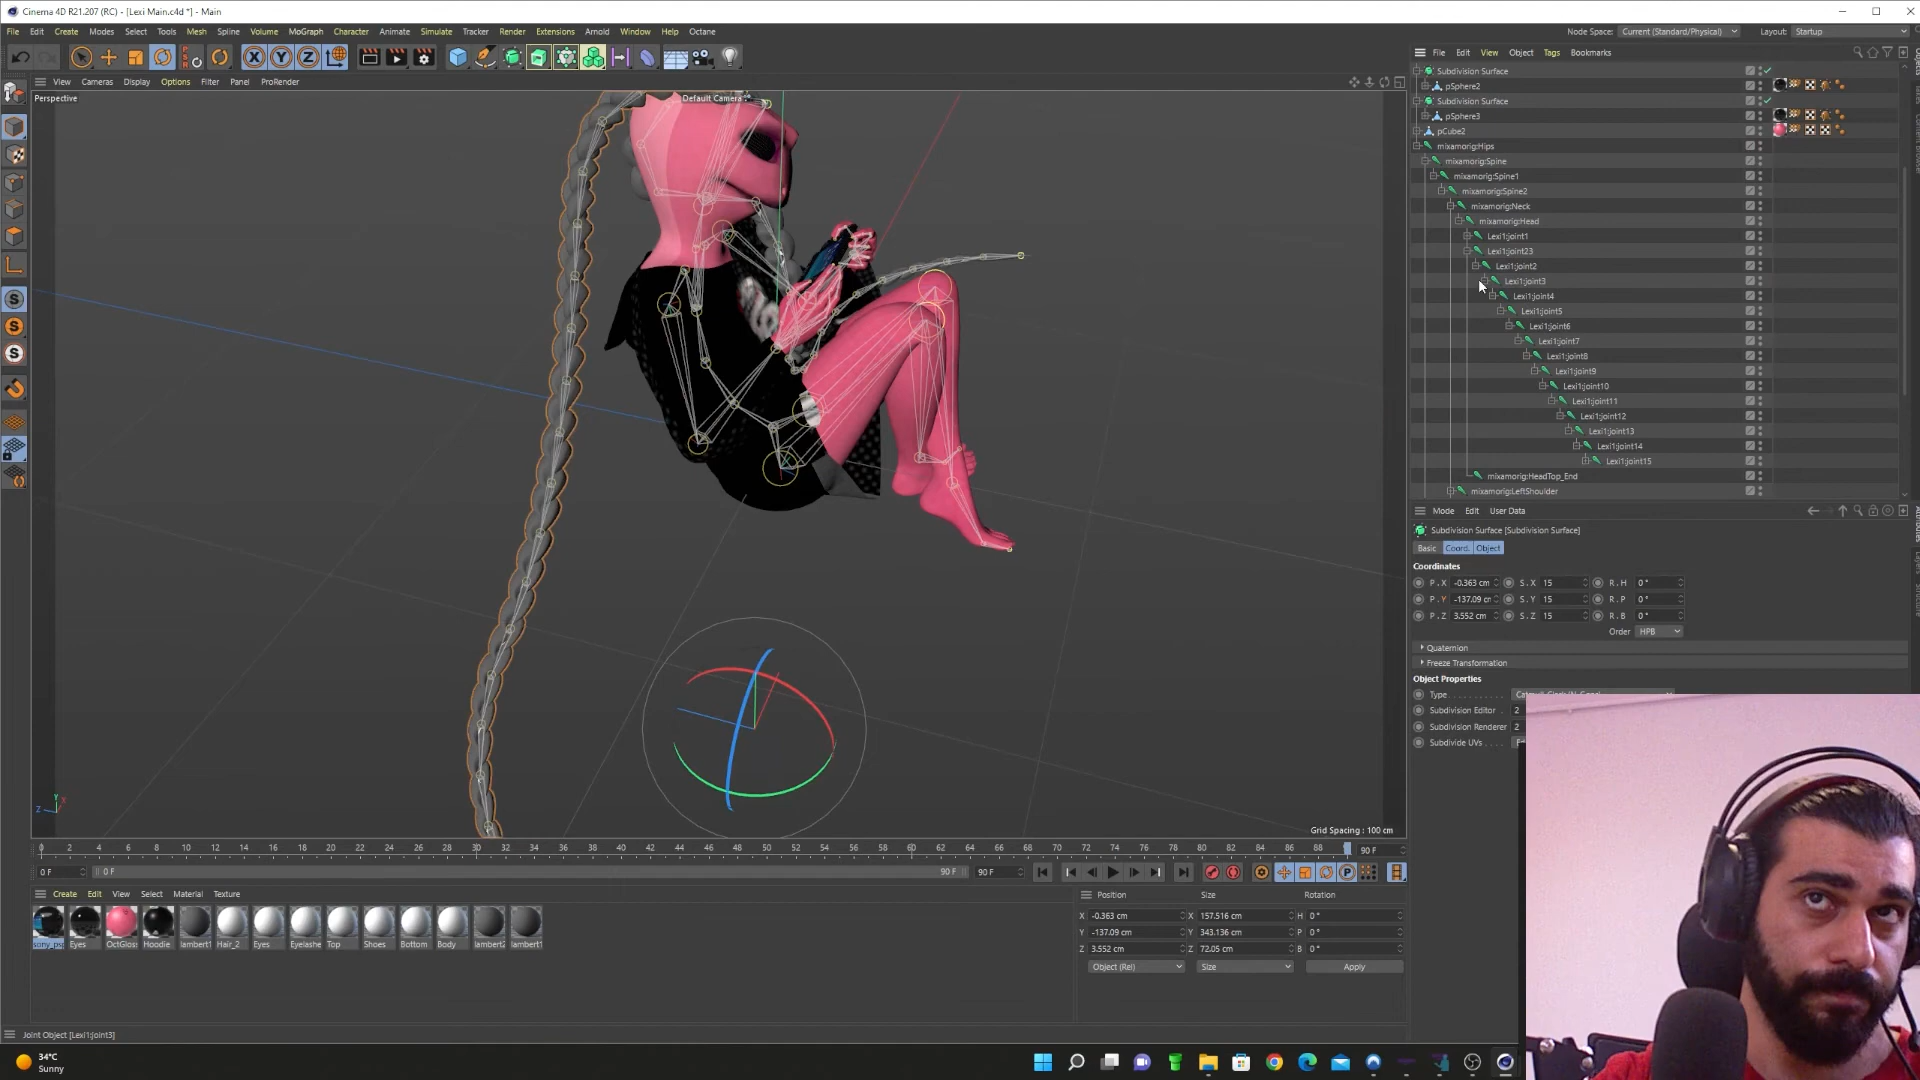 Cinema 4D R21.207 (RC) - [Lexi Main.c4d *] - Main
File Edit Create Modes Select Tools Mesh Spline Volume MoGraph Character Animate Simulate Tracker Render Extensions Arnold Window Help Octane
Node Space: Current (Standard/Physical) Layout: Startup
File Edit View Object Tags Bookmarks
View Cameras Display Options Filter Panel ProRender
Perspective
Default Camera
Subdivision Surface
pSphere2
Subdivision Surface
pSphere3
pCube2
mixamorig:Hips
mixamorig:Spine
mixamorig:Spine1
mixamorig:Spine2
mixamorig:Neck
mixamorig:Head
Lexi1:joint1
Lexi1:joint23
Lexi1:joint2
Lexi1:joint3
Lexi1:joint4
Lexi1:joint5
Lexi1:joint6
Lexi1:joint7
Lexi1:joint8
Lexi1:joint9
Lexi1:joint10
Lexi1:joint11
Lexi1:joint12
Lexi1:joint13
Lexi1:joint14
Lexi1:joint15
mixamorig:HeadTop_End
mixamorig:LeftShoulder
Mode Edit User Data
Subdivision Surface [Subdivision Surface]
Basic Coord. Object
Coordinates
P . X -0.363 cm S . X 15 R . H 0 °
P . Y -137.09 cm S . Y 15 R . P 0 °
P . Z 3.552 cm S . Z 15 R . B 0 °
Order HPB
Quaternion
Freeze Transformation
Object Properties
Type
Subdivision Editor . 2
Subdivision Renderer 2
Subdivide UVs . . . .
Y
X
Z
Grid Spacing : 100 cm
0 2 4 6 8 10 12 14 16 18 20 22 24 26 28 30 32 34 36 38 40 42 44 46 48 50 52 54 56 58 60 62 64 66 68 70 72 74 76 78 80 82 84 86 88 90 F
0 F 0 F 90 F 90 F
Create Edit View Select Material Texture
sony_psp Eyes OctGloss Hoodie lambert1 Hair_2 Eyes Eyelashe Top Shoes Bottom Body lambert2 lambert1
Position Size Rotation
X -0.363 cm X 157.516 cm H 0 °
Y -137.09 cm Y 343.136 cm P 0 °
Z 3.552 cm Z 72.05 cm B 0 °
Object (Rel) Size Apply
Joint Object [Lexi1:joint3]
34°C
Sunny